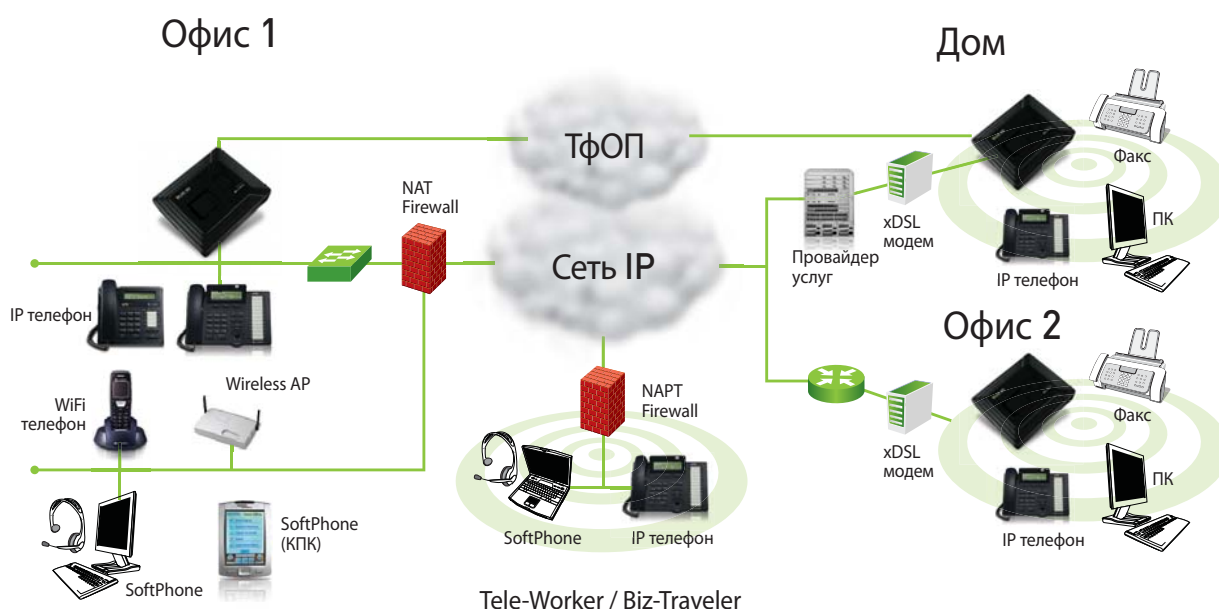 Офис 1
Дом
ТфОП
Факс
NAT
Firewall
xDSL
модем
ПК
Провайдер
услуг
Сеть IP
IP телефон
IP телефон
Офис 2
Wireless AP
WiFi
телефон
NAPT
Firewall
Факс
xDSL
модем
ПК
SoftPhone
(КПК)
SoftPhone
IP телефон
IP телефон
SoftPhone
Tele-Worker / Biz-Traveler